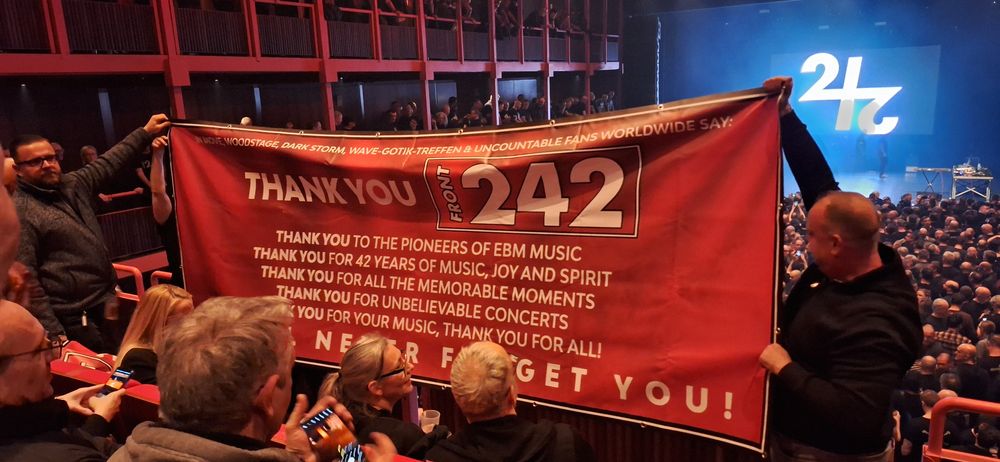 WAVE, WOODSTAGE, DARK STORM, WAVE-GOTIK-TREFFEN & UNCOUNTABLE FANS WORLDWIDE SAY:
THANK YOU FRONT 242
THANK YOU TO THE PIONEERS OF EBM MUSIC
THANK YOU FOR 42 YEARS OF MUSIC, JOY AND SPIRIT
THANK YOU FOR ALL THE MEMORABLE MOMENTS
THANK YOU FOR UNBELIEVABLE CONCERTS
YOU FOR YOUR MUSIC, THANK YOU FOR ALL!
YOU!
242